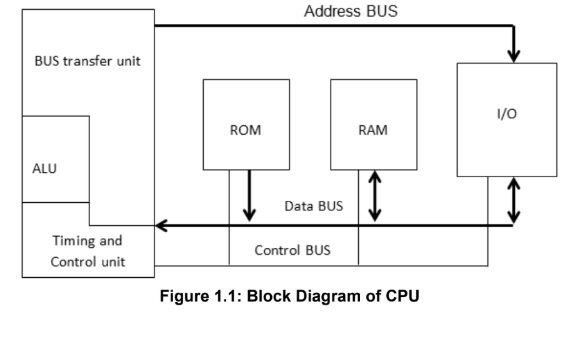 Address BUS
BUS transfer unit
I/O
ROM
RAM
ALU
Data BUS
Timing and
Control unit
Control BUS
Figure 1.1: Block Diagram of CPU